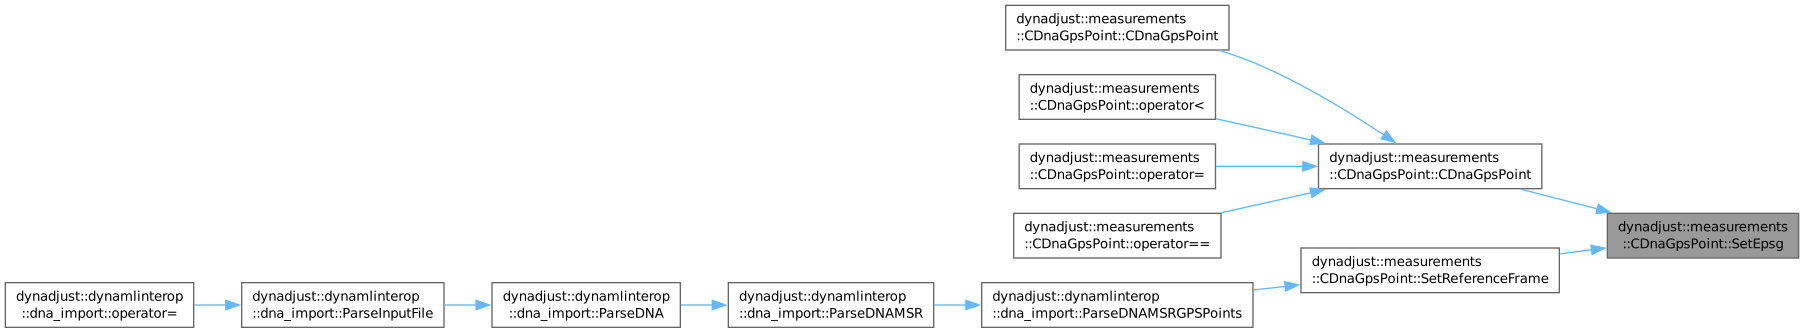 dynadjust::measurements
::CDnaGpsPoint::CDnaGpsPoint
dynadjust::measurements
::CDnaGpsPoint::operator<
dynadjust::measurements
::CDnaGpsPoint::operator=
dynadjust::measurements
::CDnaGpsPoint::operator==
dynadjust::measurements
::CDnaGpsPoint::CDnaGpsPoint
dynadjust::measurements
::CDnaGpsPoint::SetEpsg
dynadjust::measurements
::CDnaGpsPoint::SetReferenceFrame
dynadjust::dynamlinterop
::dna_import::operator=
dynadjust::dynamlinterop
::dna_import::ParseInputFile
dynadjust::dynamlinterop
::dna_import::ParseDNA
dynadjust::dynamlinterop
::dna_import::ParseDNAMSR
dynadjust::dynamlinterop
::dna_import::ParseDNAMSRGPSPoints